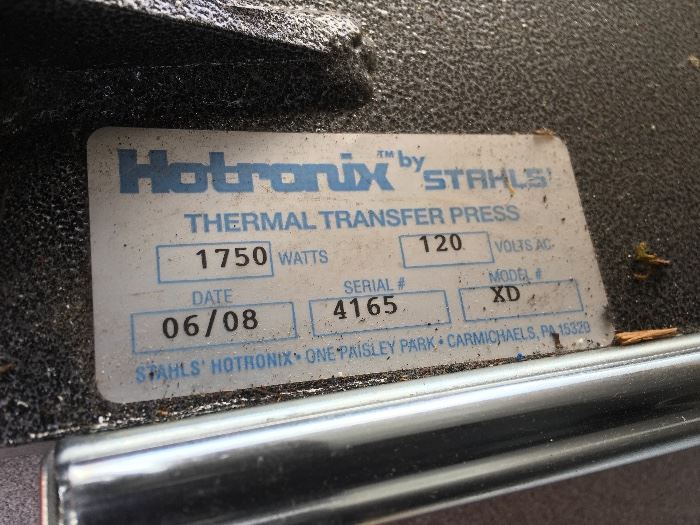 Hotronix™ by STAHLS'
THERMAL TRANSFER PRESS
1750 WATTS 120 VOLTS AC
DATE SERIAL # MODEL #
06/08 4165 XD
STAHLS' HOTRONIX • ONE PAISLEY PARK • CARMICHAELS, PA 15320